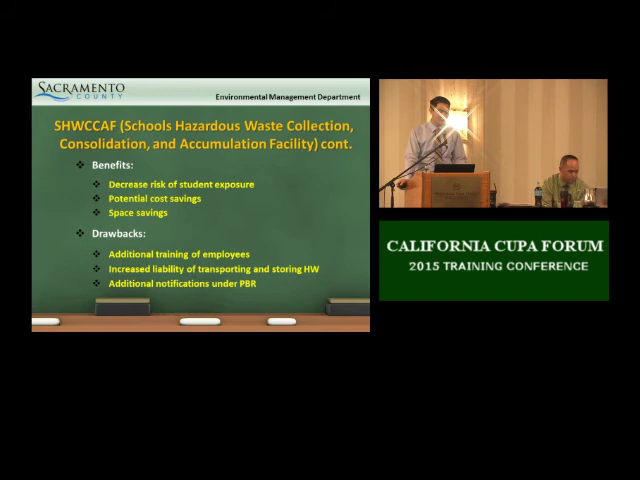 SACRAMENTO
COUNTY
Environmental Management Department
SHWCCAF (Schools Hazardous Waste Collection,
Consolidation, and Accumulation Facility) cont.
Benefits:
Decrease risk of student exposure
Potential cost savings
Space savings
Drawbacks:
Additional training of employees
Increased liability of transporting and storing HW
Additional notifications under PBR
CALIFORNIA CUPA FORUM
2015 TRAINING CONFERENCE